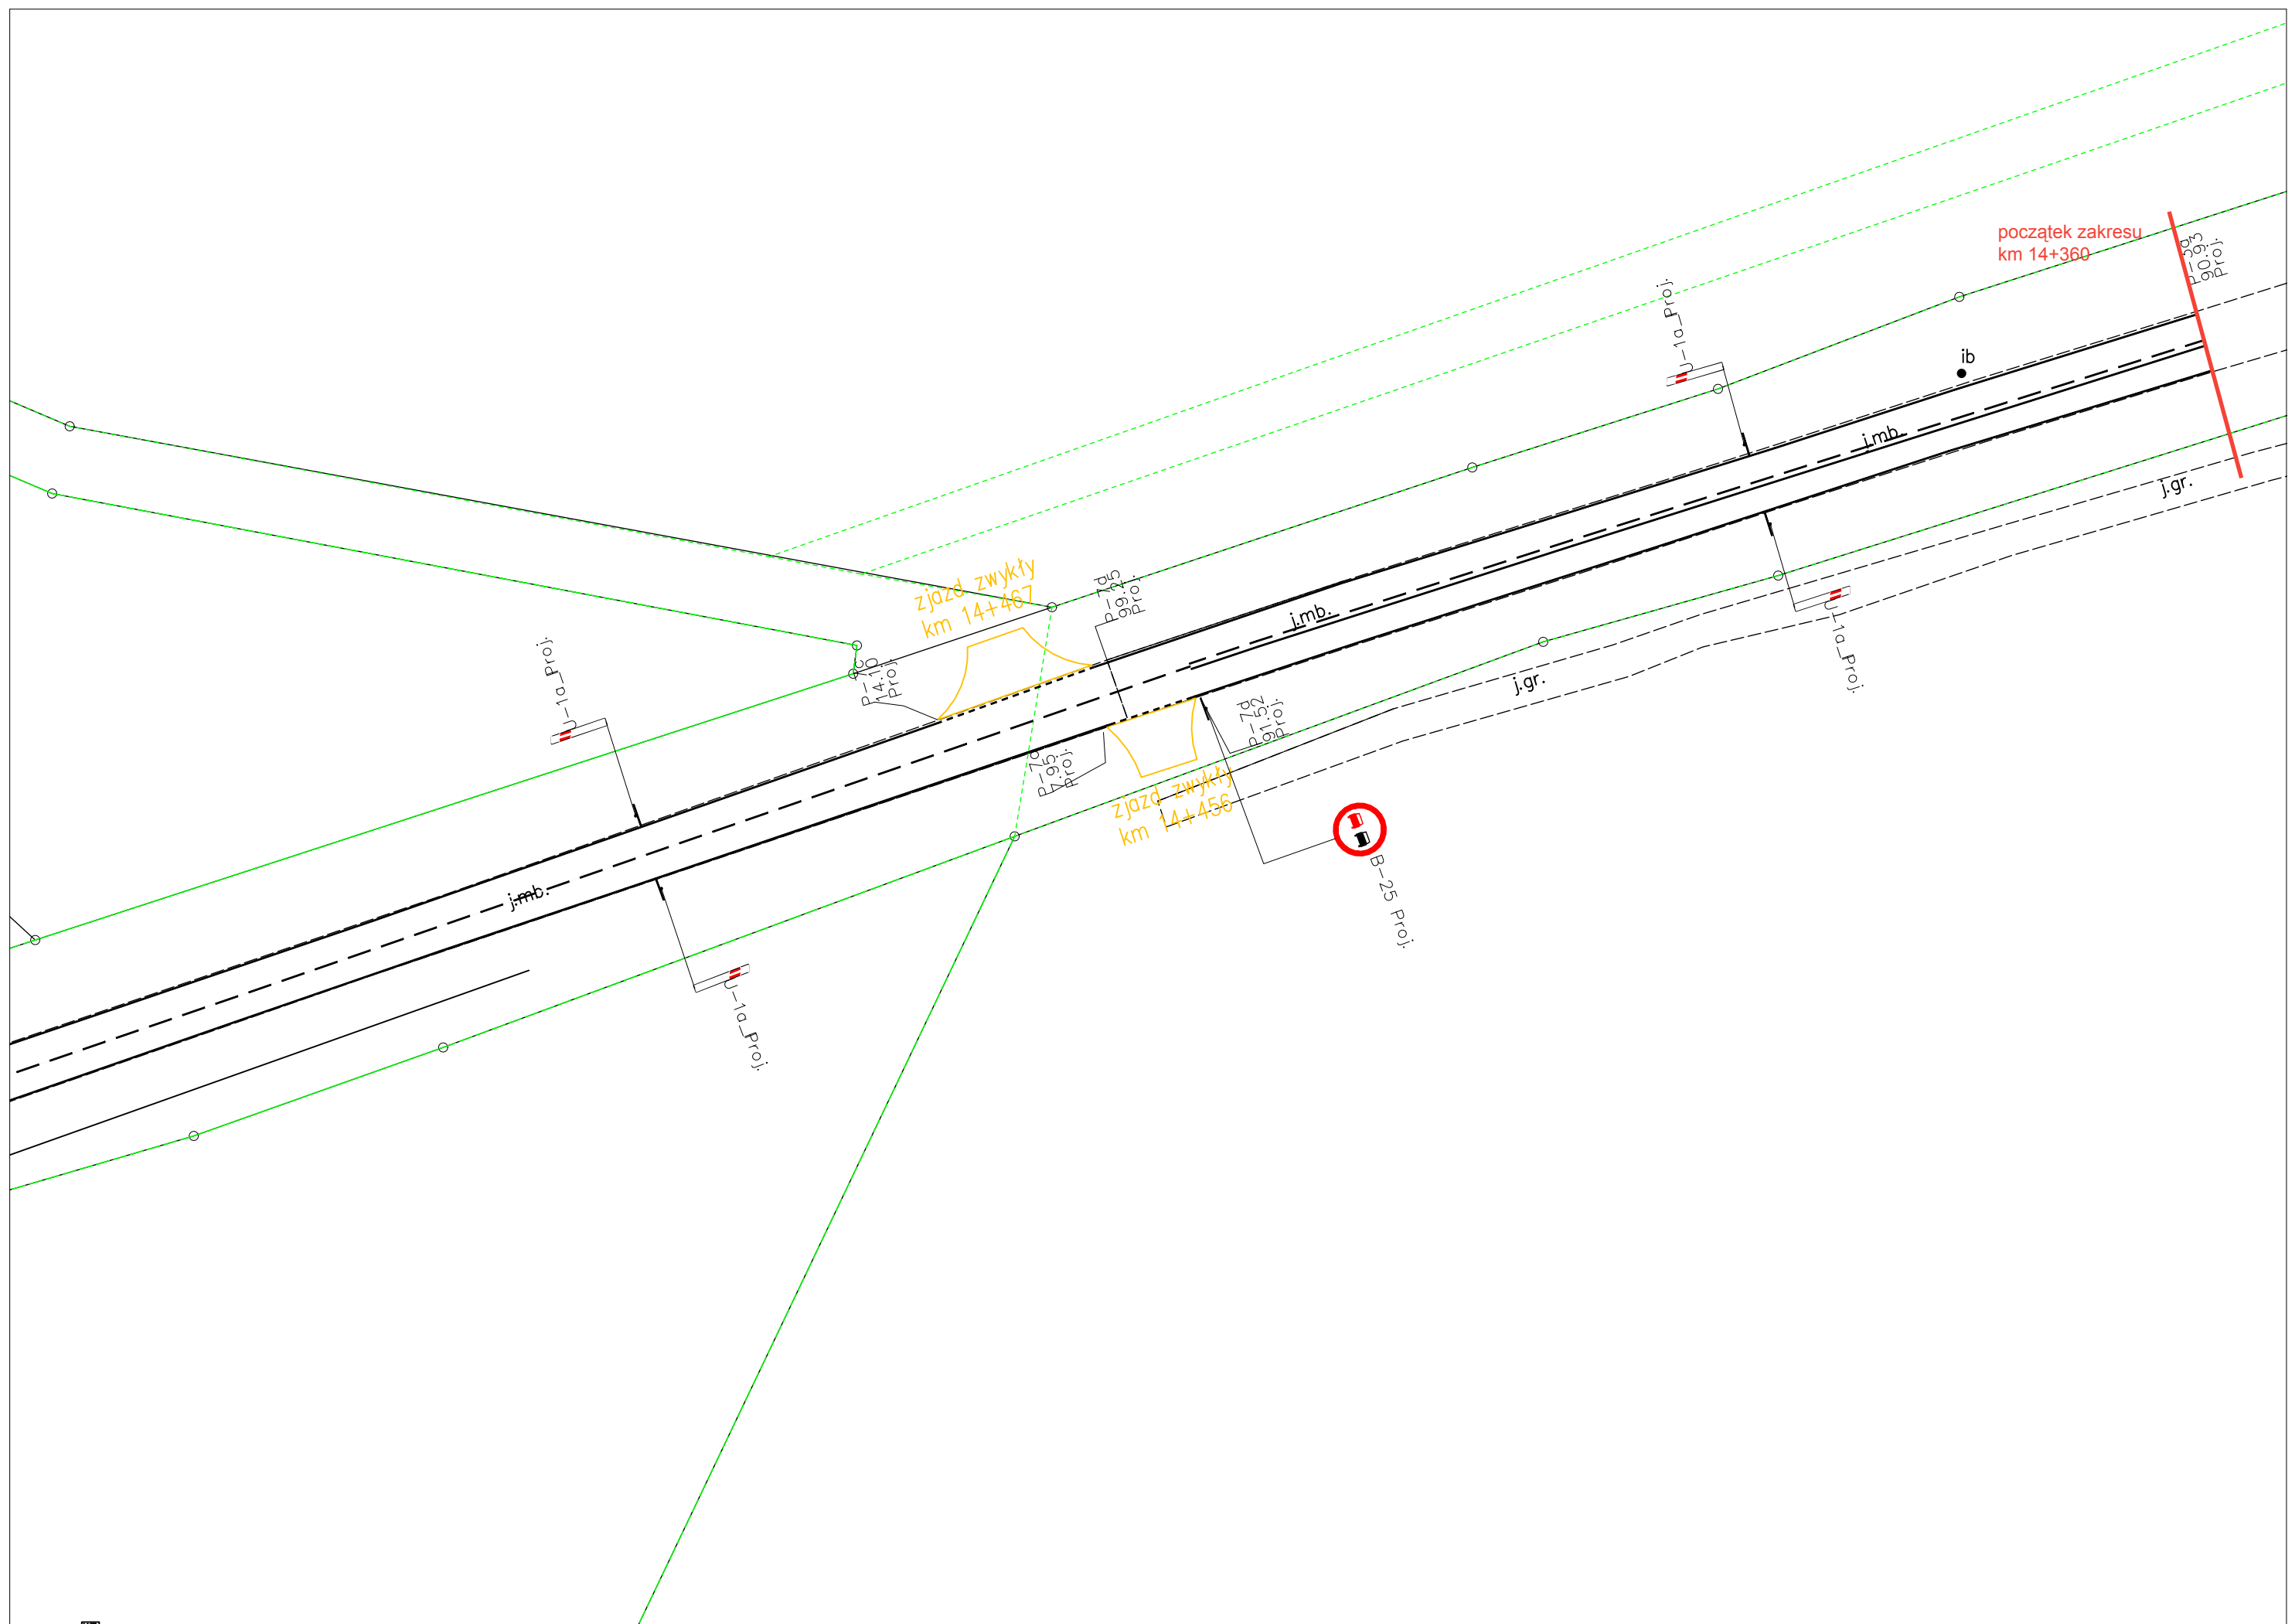 początek zakresu
km 14+360
P-3a
90.93
Proj.
U-1a_Proj.
ib
j.mb.
j.gr.
zjazd zwykły
km 14+467
P-7d
96.25
Proj.
j.mb.
U-1a_Proj.
P-7c
14.10
Proj.
U-1a_Proj.
j.gr.
P-7d
91.52
Proj.
P-7c
7.95
Proj.
zjazd zwykły
km 14+456
B-25 Proj.
j.mb.
U-1a_Proj.